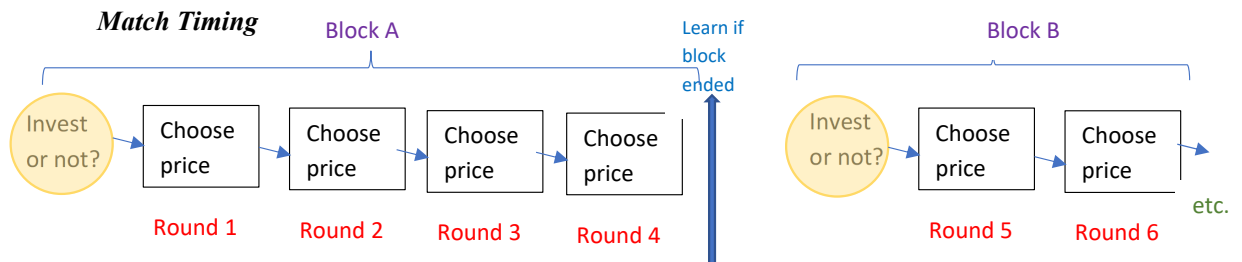 Match Timing
Block A
Learn if
block
ended
Block B
Invest
or not?
Choose
price
Choose
price
Choose
price
Choose
price
Invest
or not?
Choose
price
Choose
price
etc.
Round 1
Round 2
Round 3
Round 4
Round 5
Round 6